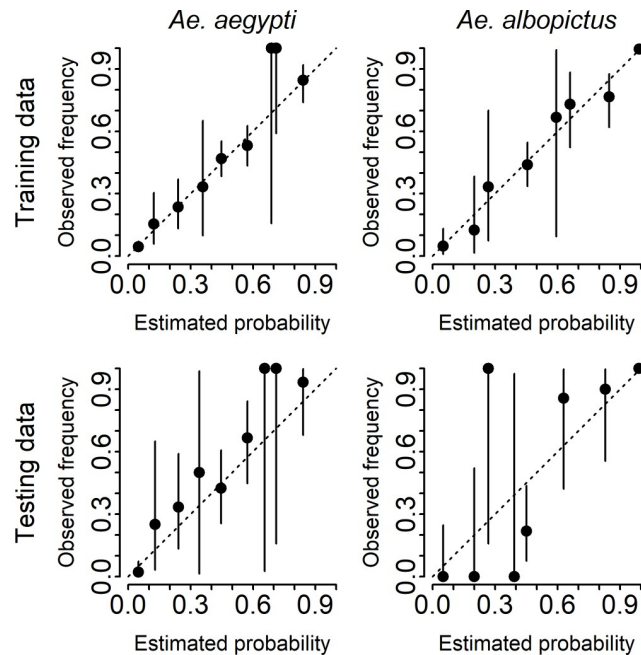 Ae. aegypti
Ae. albopictus
Training data
Observed frequency
0.0 0.3 0.6 0.9
0.0 0.3 0.6 0.9
Estimated probability
Observed frequency
0.0 0.3 0.6 0.9
0.0 0.3 0.6 0.9
Estimated probability
Testing data
Observed frequency
0.0 0.3 0.6 0.9
0.0 0.3 0.6 0.9
Estimated probability
Observed frequency
0.0 0.3 0.6 0.9
0.0 0.3 0.6 0.9
Estimated probability